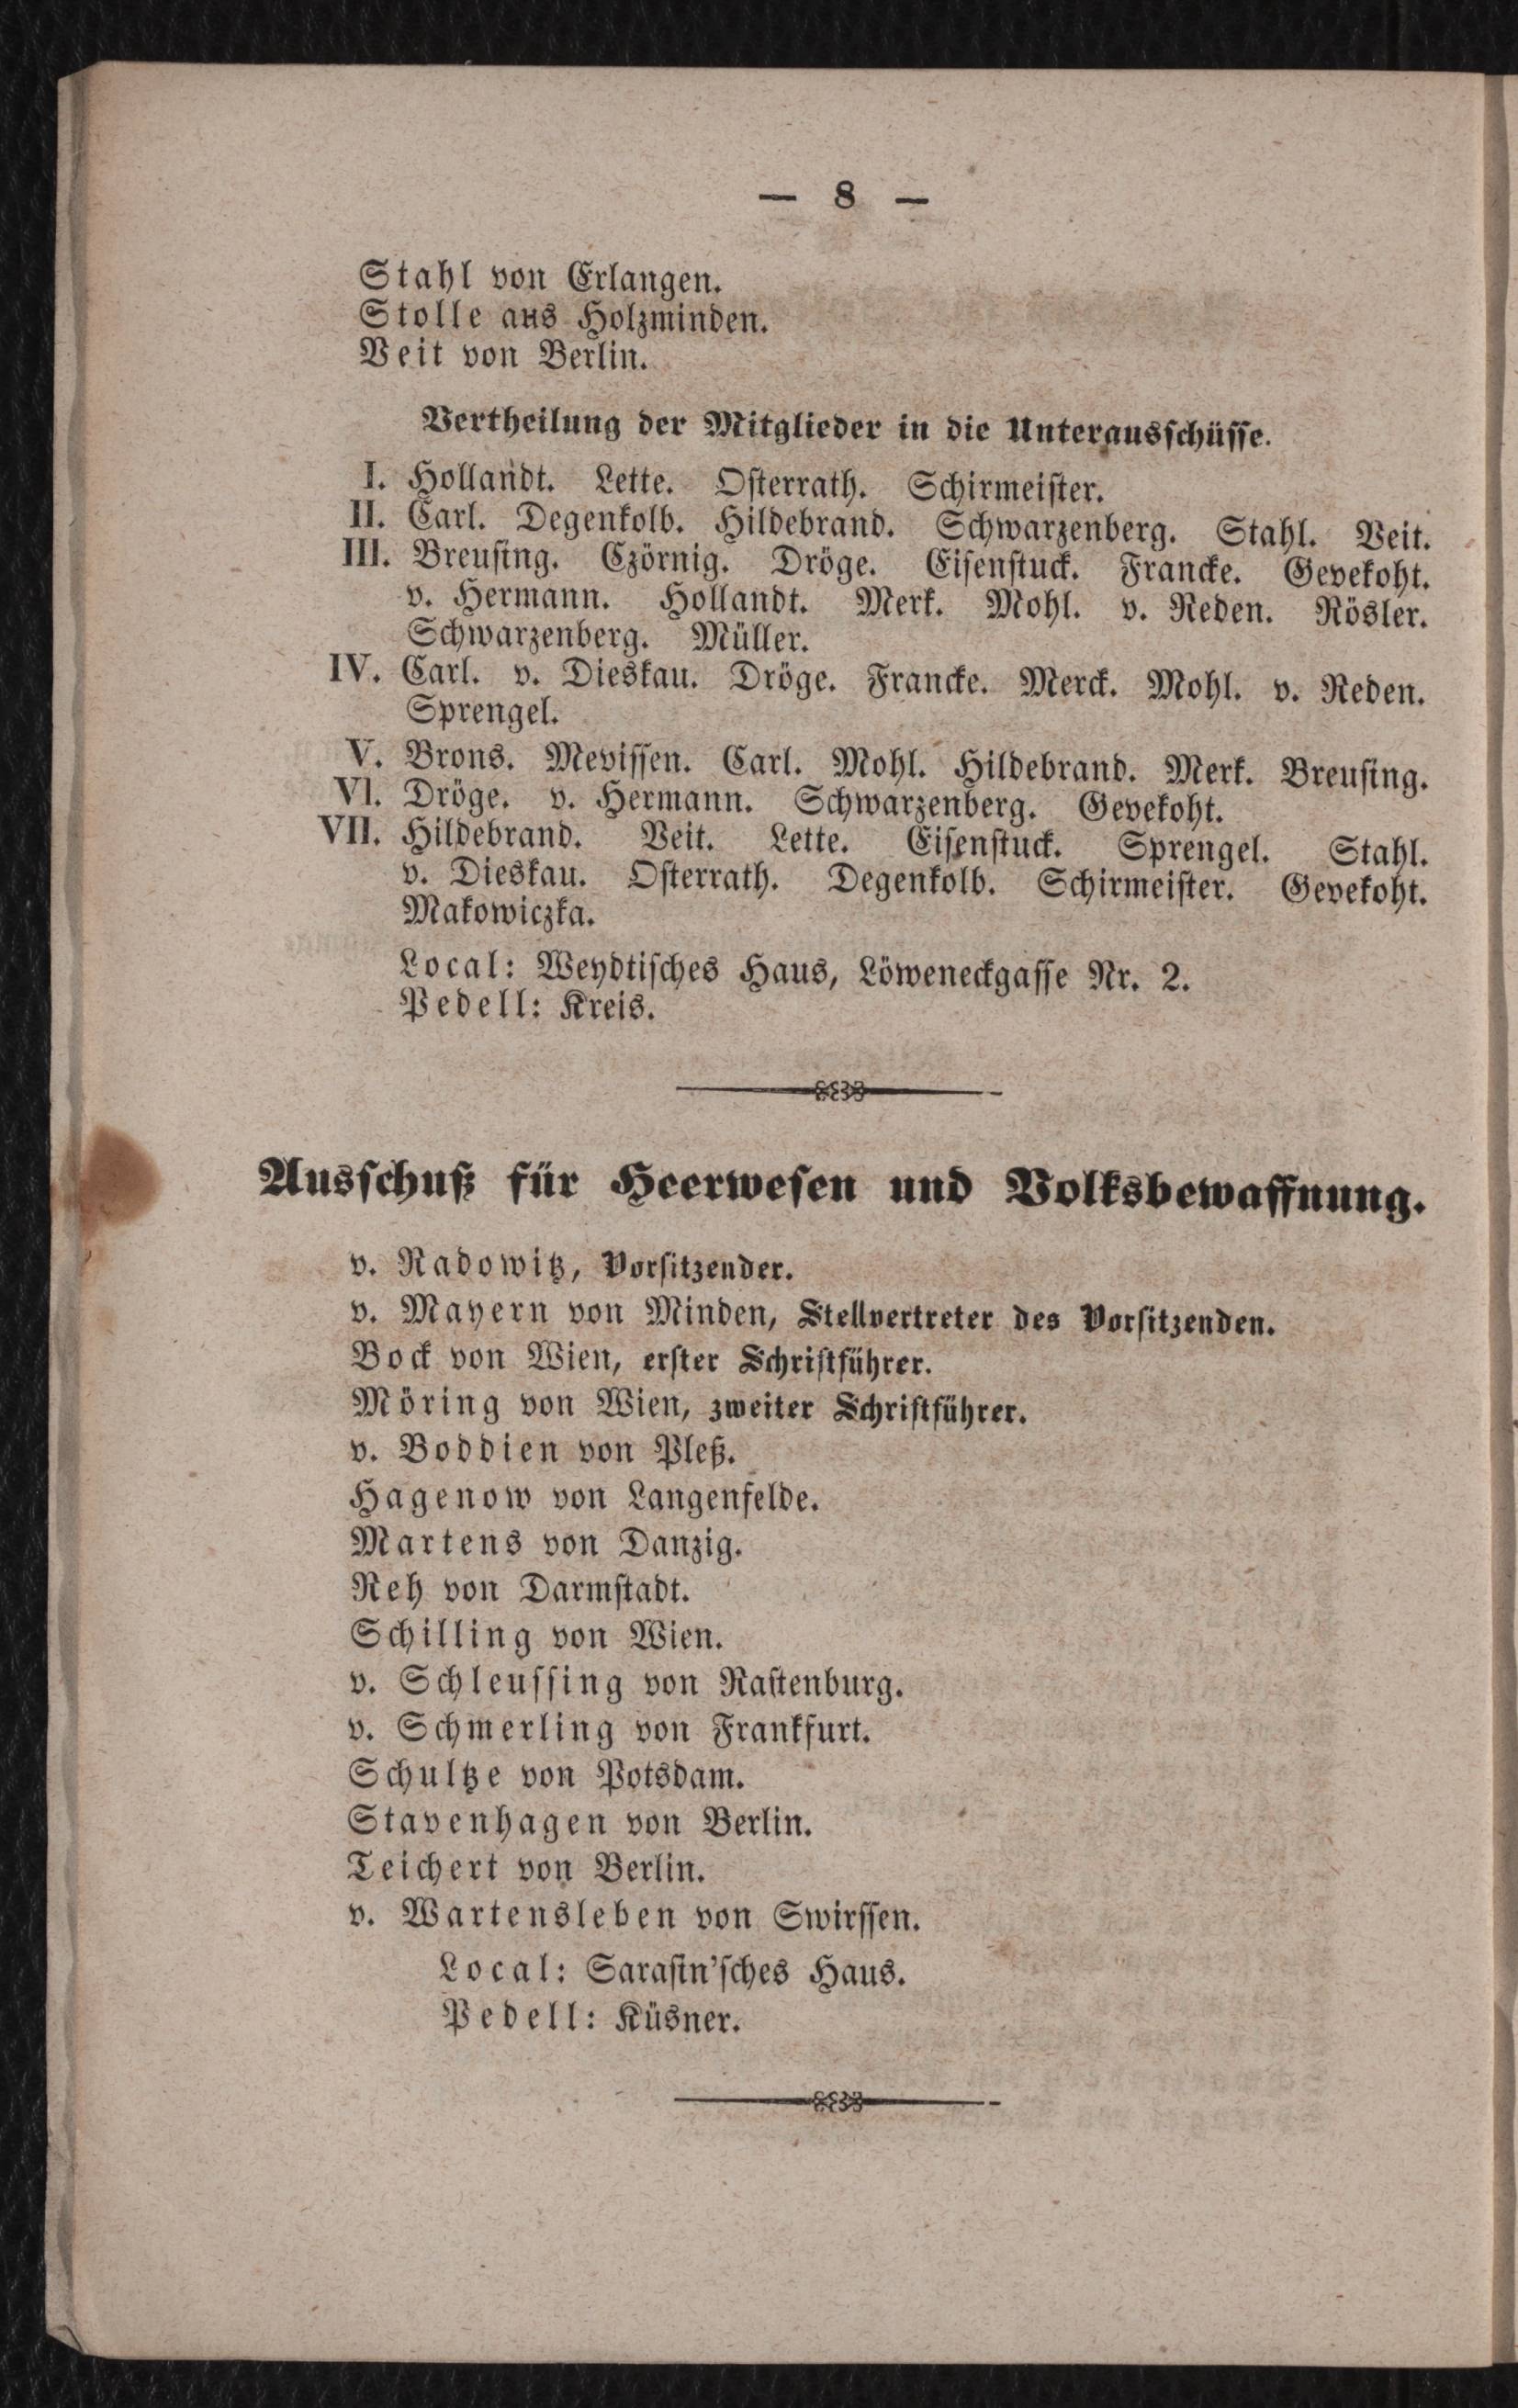 — 8 —
Stahl von Erlangen.
Stolle aus Holzminden.
Veit von Berlin.
Vertheilung der Mitglieder in die Unterausschüsse.
I. Hollandt. Lette. Osterrath. Schirmeister.
II. Carl. Degenkolb. Hildebrand. Schwarzenberg. Stahl. Veit.
III. Breusing. Czörnig. Dröge. Eisenstuck. Francke. Gevekoht.
v. Hermann. Hollandt. Merk. Mohl. v. Reden. Rösler.
Schwarzenberg. Müller.
IV. Carl. v. Dieskau. Dröge. Francke. Merck. Mohl. v. Reden.
Sprengel.
V. Brons. Mevissen. Carl. Mohl. Hildebrand. Merk. Breusing.
VI. Dröge. v. Hermann. Schwarzenberg. Gevekoht.
VII. Hildebrand. Veit. Lette. Eisenstuck. Sprengel. Stahl.
v. Dieskau. Osterrath. Degenkolb. Schirmeister. Gevekoht.
Makowiczka.
Local: Weydtisches Haus, Löweneckgasse Nr. 2.
Pedell: Kreis.
Ausschuß für Heerwesen und Volksbewaffnung.
v. Radowitz, Vorsitzender.
v. Mayern von Minden, Stellvertreter des Vorsitzenden.
Bock von Wien, erster Schriftführer.
Möring von Wien, zweiter Schriftführer.
v. Boddien von Pleß.
Hagenow von Langenfelde.
Martens von Danzig.
Reh von Darmstadt.
Schilling von Wien.
v. Schleussing von Rastenburg.
v. Schmerling von Frankfurt.
Schultze von Potsdam.
Stavenhagen von Berlin.
Teichert von Berlin.
v. Wartensleben von Swirssen.
Local: Sarasin'sches Haus.
Pedell: Küsner.